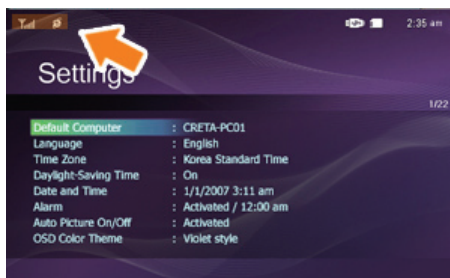 2:35 am
Settings
1/22
Default Computer : CRETA-PC01
Language : English
Time Zone : Korea Standard Time
Daylight-Saving Time : On
Date and Time : 1/1/2007 3:11 am
Alarm : Activated / 12:00 am
Auto Picture On/Off : Activated
OSD Color Theme : Violet style